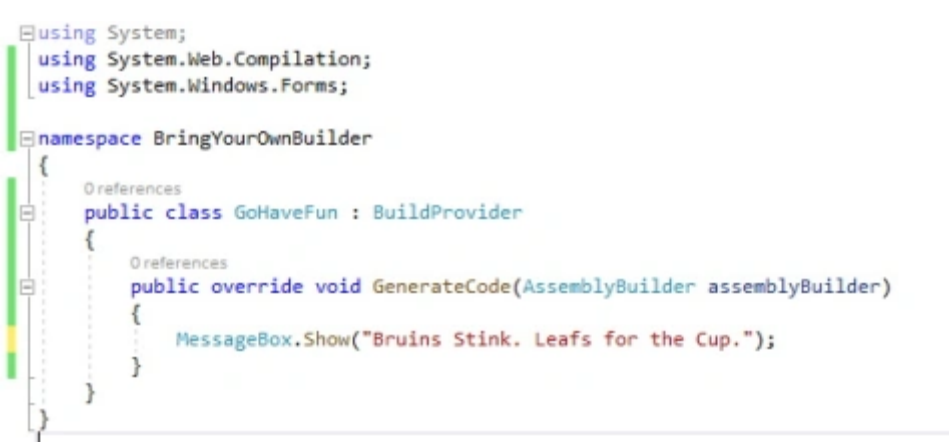 using System;
using System.Web.Compilation;
using System.Windows.Forms;
namespace BringYourOwnBuilder
{
0 references
public class GoHaveFun : BuildProvider
{
0 references
public override void GenerateCode(AssemblyBuilder assemblyBuilder)
{
MessageBox.Show("Bruins Stink. Leafs for the Cup.");
}
}
}